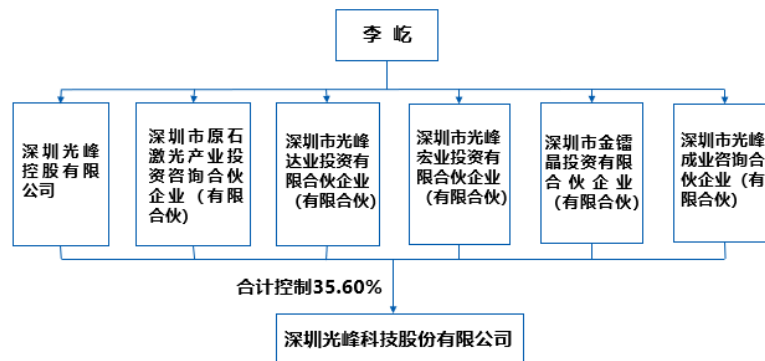 李 屹
深圳光峰
控股有限
公司
深圳市原石
激光产业投
资咨询合伙
企业（有限
合伙）
深圳市光峰
达业投资有
限合伙企业
（有限合伙）
深圳市光峰
宏业投资有
限合伙企业
（有限合伙）
深圳市金镭
晶投资有限
合伙企业
（有限合伙）
深圳市光峰
成业咨询合
伙企业（有
限合伙）
合计控制35.60%
深圳光峰科技股份有限公司